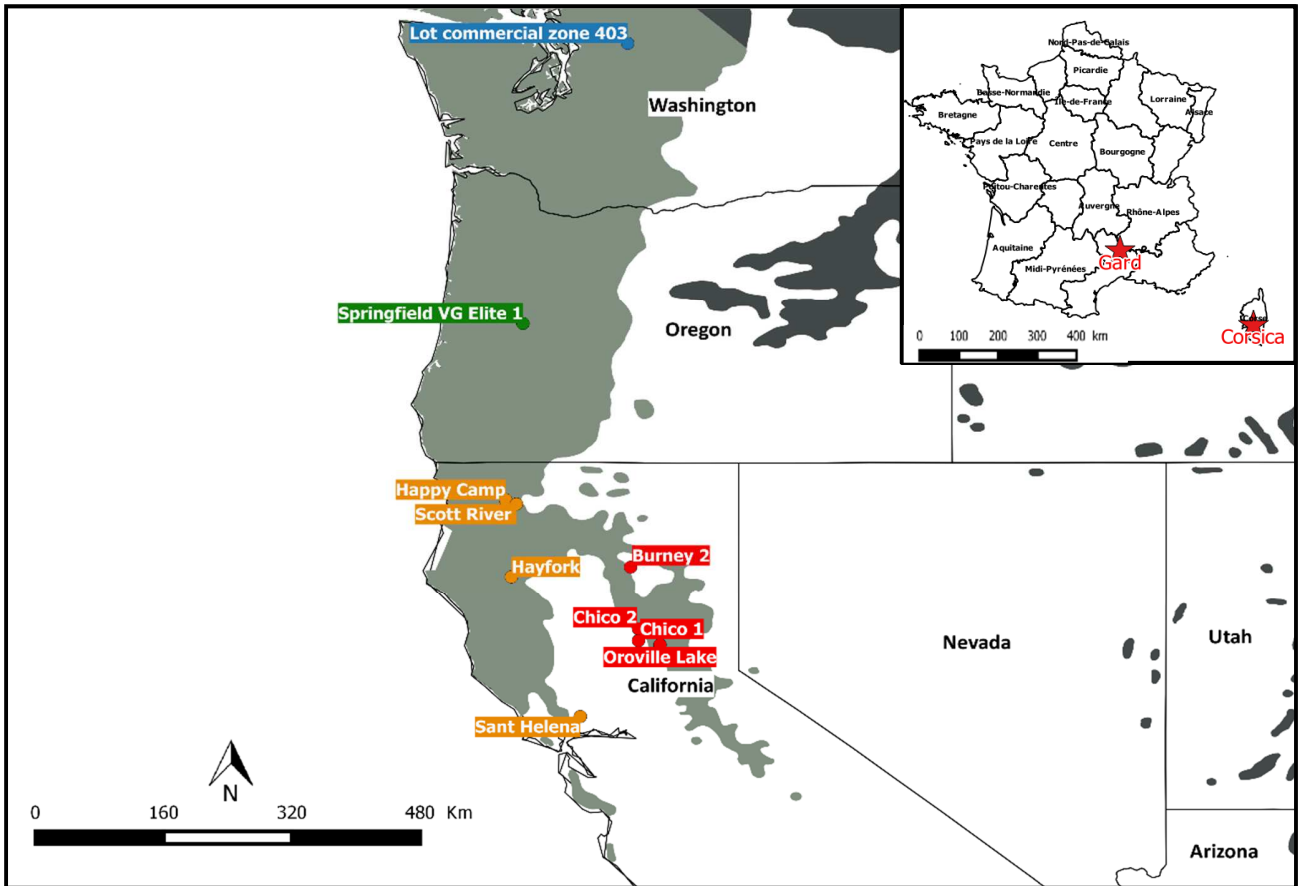 Lot commercial zone 403
Washington
Springfield VG Elite 1
Oregon
Happy Camp
Scott River
Hayfork
Burney 2
Chico 2
Chico 1
Oroville Lake
California
Sant Helena
Nevada
Utah
Arizona
N
0 160 320 480 Km
Nord-Pas-de-Calais
Picardie
Basse-Normandie
Île-de-France
Lorraine
Alsace
Bretagne
Pays de la Loire
Centre
Bourgogne
Poitou-Charentes
Auvergne
Rhône-Alpes
Aquitaine
Midi-Pyrénées
Gard
Corsica
0 100 200 300 400 km